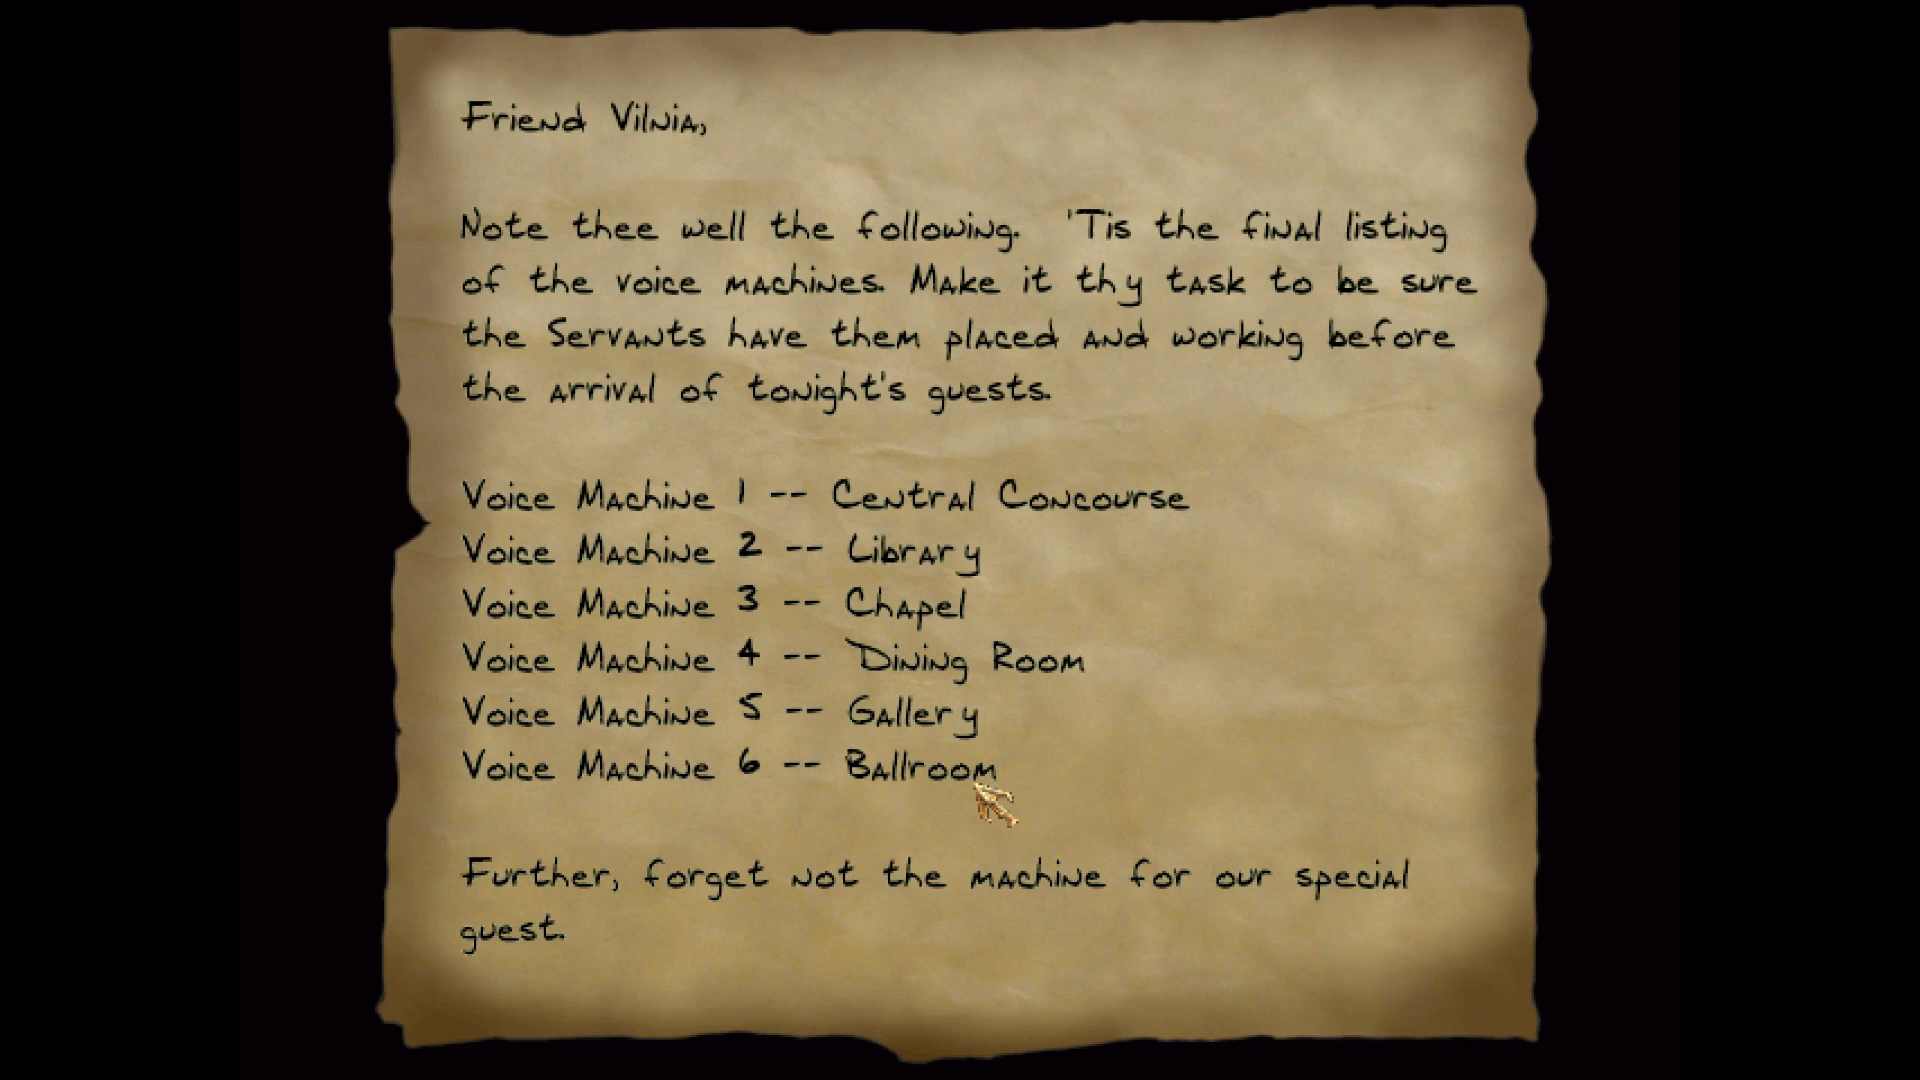 Friend Vilnia,
Note thee well the following. 'Tis the final listing
of the voice machines. Make it thy task to be sure
the Servants have them placed and working before
the arrival of tonight's guests.
Voice Machine 1 -- Central Concourse
Voice Machine 2 -- Library
Voice Machine 3 -- Chapel
Voice Machine 4 -- Dining Room
Voice Machine 5 -- Gallery
Voice Machine 6 -- Ballroom
Further, forget not the machine for our special
guest.